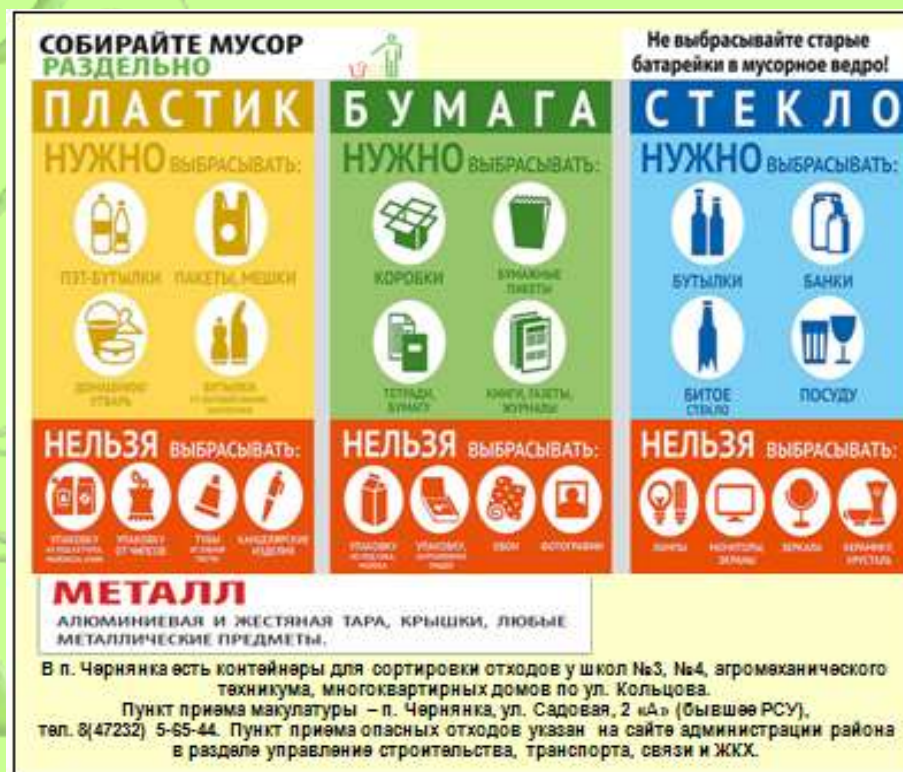 СОБИРАЙТЕ МУСОР
РАЗДЕЛЬНО
Не выбрасывайте старые
батарейки в мусорное ведро!
ПЛАСТИК
НУЖНО ВЫБРАСЫВАТЬ:
ПЭТ-БУТЫЛКИ
ПАКЕТЫ, МЕШКИ
ДОМАШНЮЮ
УТВАРЬ
БУТЫЛКИ
НЕЛЬЗЯ ВЫБРАСЫВАТЬ:
УПАКОВКУ
УПАКОВКУ
ОТ ЧИПСОВ
ТУБЫ
КАНЦЕЛЯРСКИЕ
ИЗДЕЛИЯ
БУМАГА
НУЖНО ВЫБРАСЫВАТЬ:
КОРОБКИ
БУМАЖНЫЕ
ПАКЕТЫ
ТЕТРАДИ,
БУМАГУ
КНИГИ, ГАЗЕТЫ,
ЖУРНАЛЫ
НЕЛЬЗЯ ВЫБРАСЫВАТЬ:
УПАКОВКУ
УПАКОВКУ,
ОБОИ
ФОТОГРАФИИ
СТЕКЛО
НУЖНО ВЫБРАСЫВАТЬ:
БУТЫЛКИ
БАНКИ
БИТОЕ
СТЕКЛО
ПОСУДУ
НЕЛЬЗЯ ВЫБРАСЫВАТЬ:
ЛАМПЫ
МОНИТОРЫ,
ЭКРАНЫ
ЗЕРКАЛА
КЕРАМИКУ,
ХРУСТАЛЬ
МЕТАЛЛ
АЛЮМИНИЕВАЯ И ЖЕСТЯНАЯ ТАРА, КРЫШКИ, ЛЮБЫЕ
МЕТАЛЛИЧЕСКИЕ ПРЕДМЕТЫ.
В п. Чернянка есть контейнеры для сортировки отходов у школ №3, №4, агромеханического
техникума, многоквартирных домов по ул. Кольцова.
Пункт приема макулатуры – п. Чернянка, ул. Садовая, 2 «А» (бывшее РСУ),
тел. 8(47232) 5-65-44. Пункт приема опасных отходов указан на сайте администрации района
в разделе управление строительства, транспорта, связи и ЖКХ.